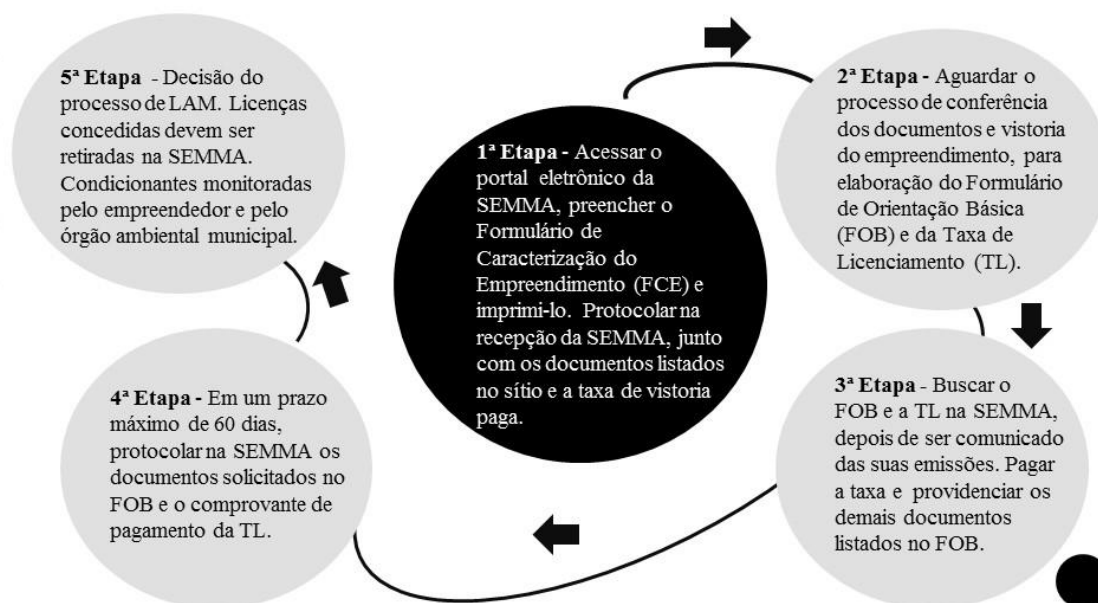 1ª Etapa - Acessar o
portal eletrônico da
SEMMA, preencher o
Formulário de
Caracterização do
Empreendimento (FCE) e
imprimi-lo. Protocolar na
recepção da SEMMA, junto
com os documentos listados
no sítio e a taxa de vistoria
paga.
2ª Etapa - Aguardar o
processo de conferência
dos documentos e vistoria
do empreendimento, para
elaboração do Formulário
de Orientação Básica
(FOB) e da Taxa de
Licenciamento (TL).
3ª Etapa - Buscar o
FOB e a TL na SEMMA,
depois de ser comunicado
das suas emissões. Pagar
a taxa e providenciar os
demais documentos
listados no FOB.
4ª Etapa - Em um prazo
máximo de 60 dias,
protocolar na SEMMA os
documentos solicitados no
FOB e o comprovante de
pagamento da TL.
5ª Etapa - Decisão do
processo de LAM. Licenças
concedidas devem ser
retiradas na SEMMA.
Condicionantes monitoradas
pelo empreendedor e pelo
órgão ambiental municipal.